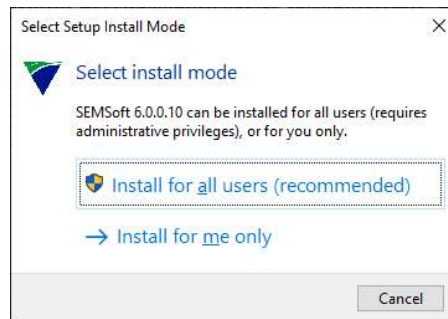 Select Setup Install Mode
Select install mode
SEMSoft 6.0.0.10 can be installed for all users (requires
administrative privileges), or for you only.
Install for all users (recommended)
Install for me only
Cancel